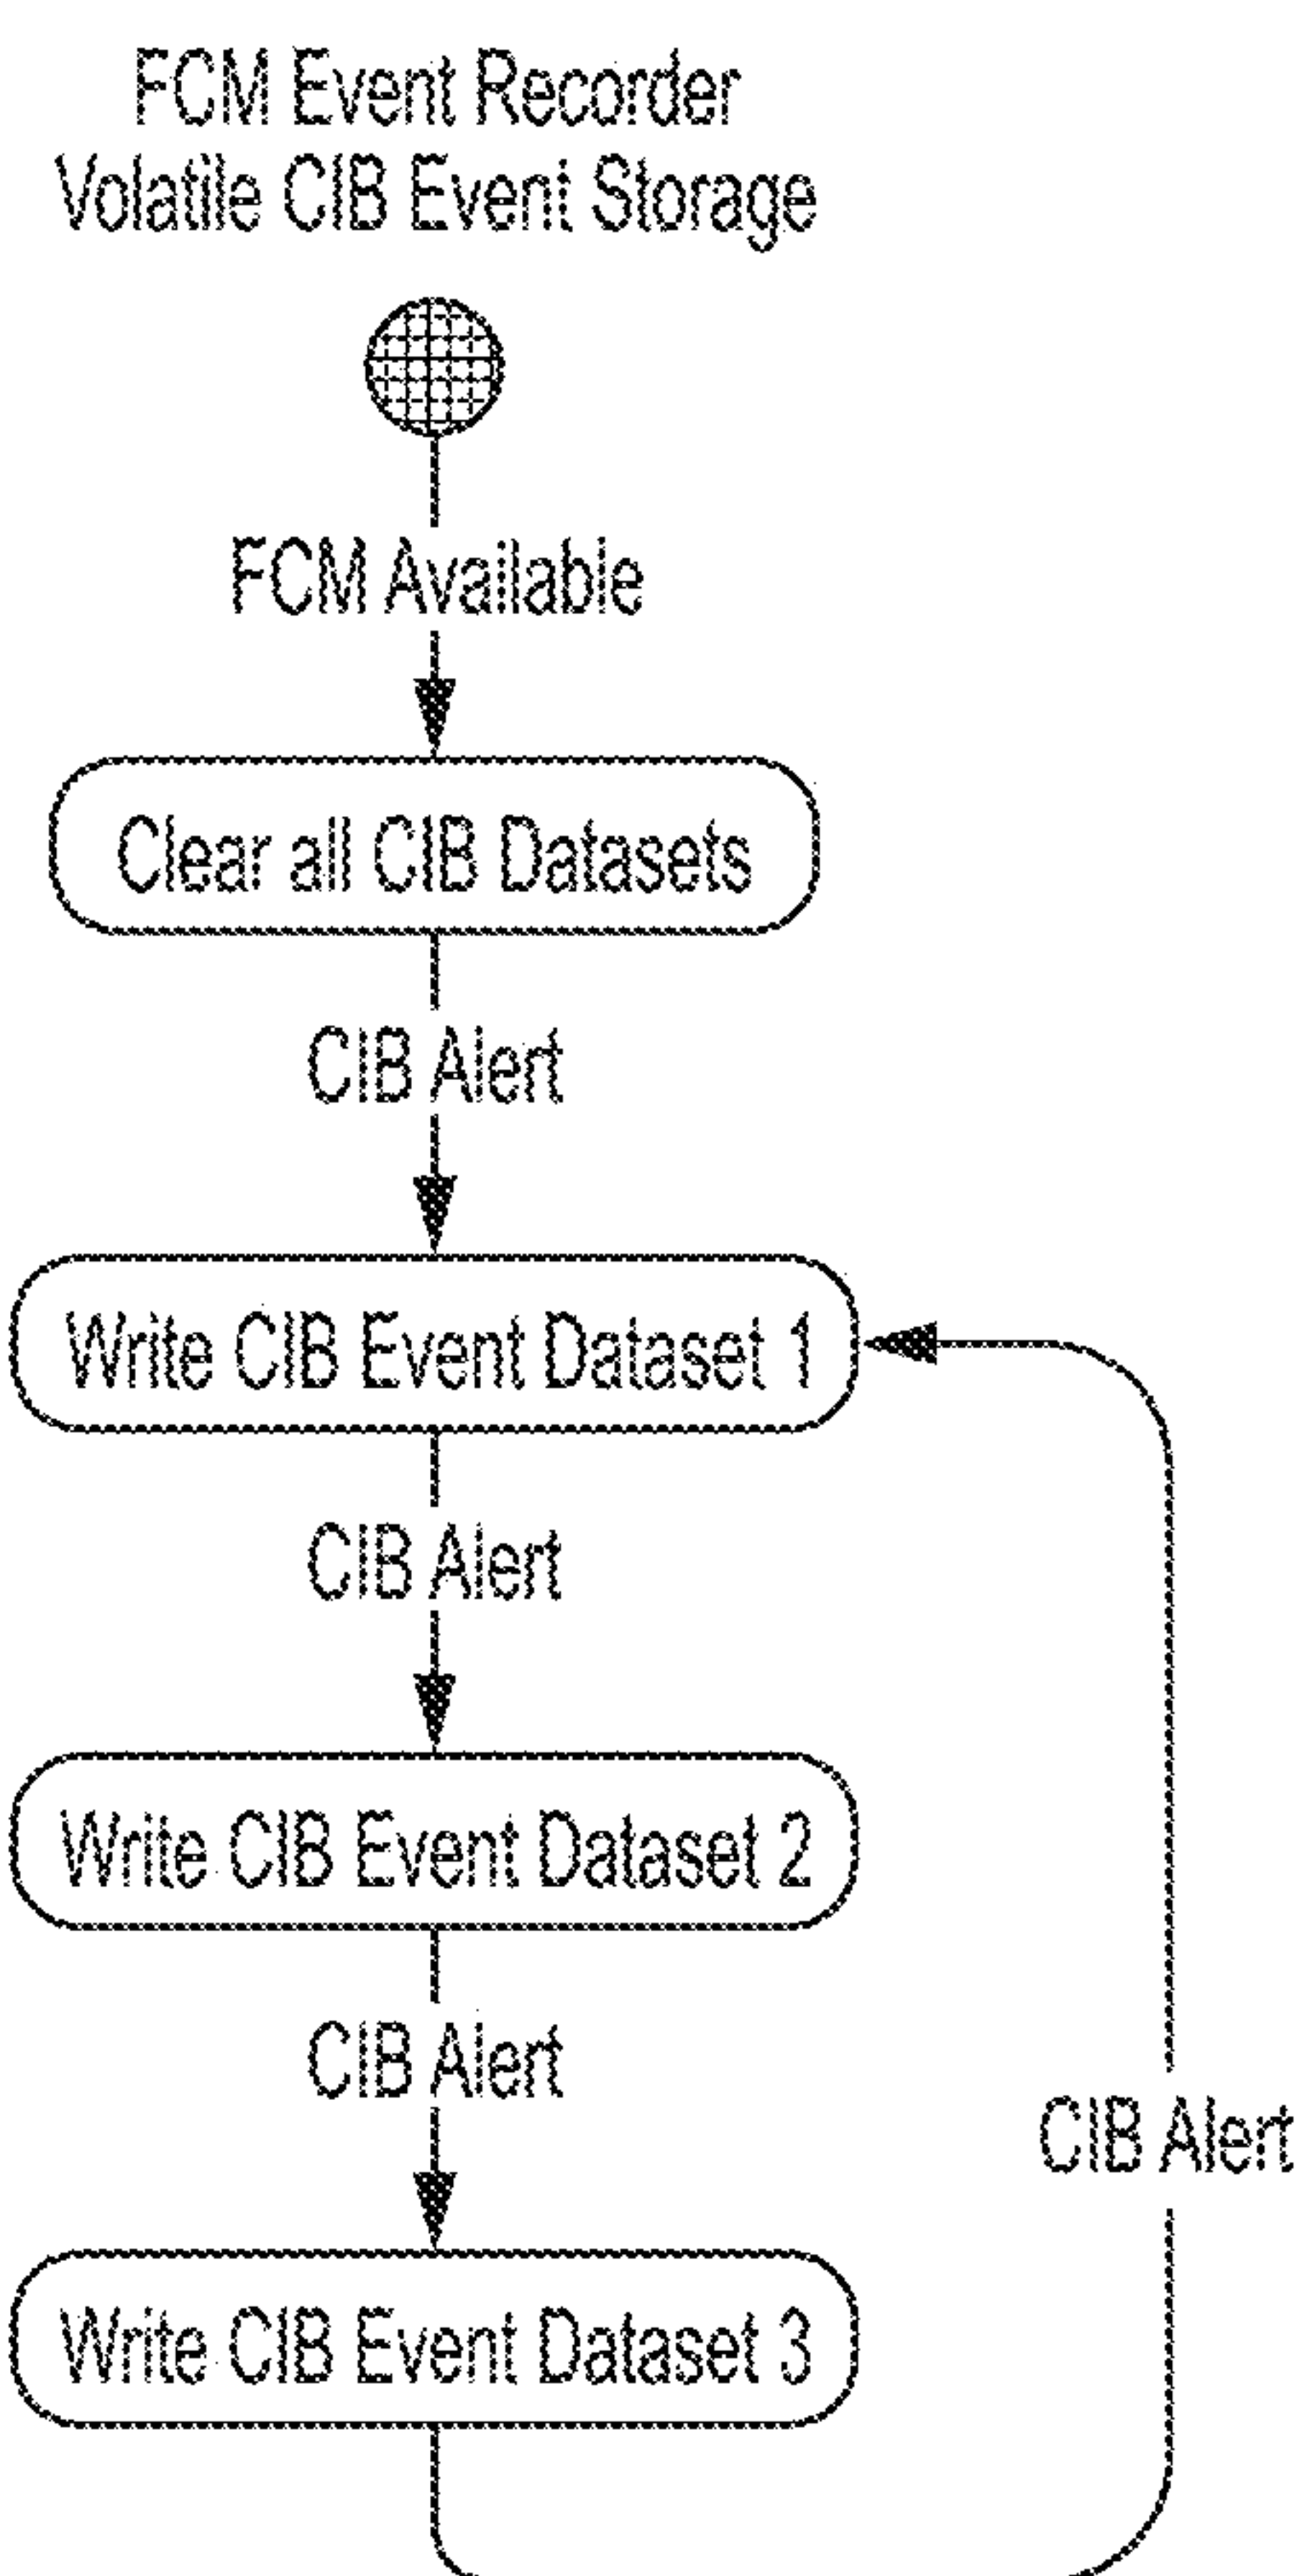 FCM Event Recorder
Volatile CIB Event Storage
FCM Available
Clear all CIB Datasets
CIB Alert
Write CIB Event Dataset 1
CIB Alert
Write CIB Event Dataset 2
CIB Alert
CIB Alert
Write CIB Event Dataset 3